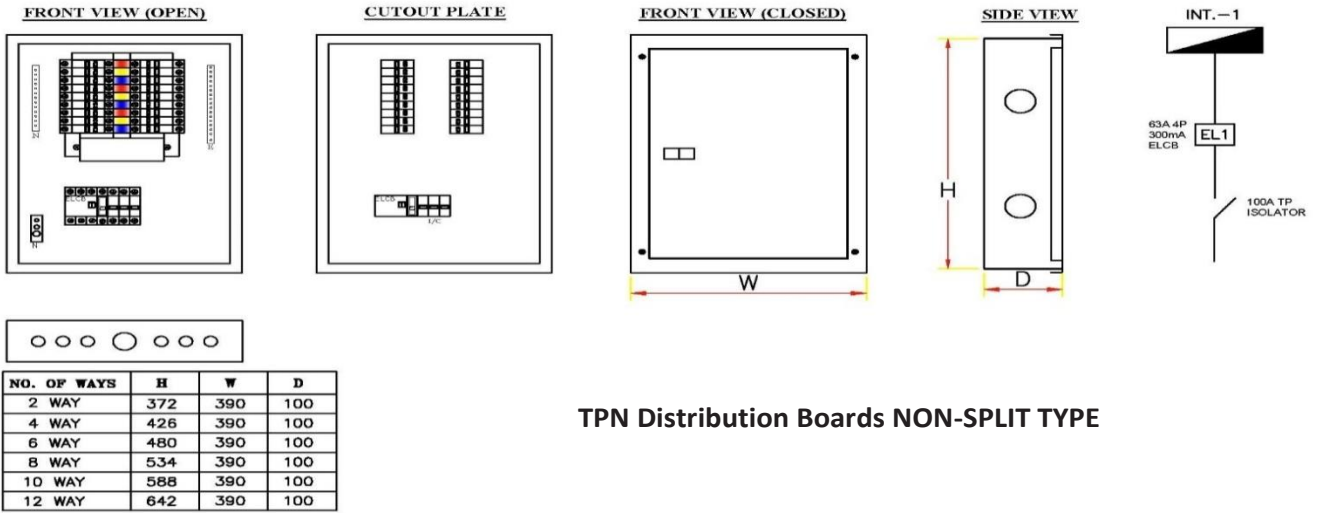 FRONT VIEW (OPEN)
CUTOUT PLATE
FRONT VIEW (CLOSED)
SIDE VIEW
INT.-1
63A 4P
300mA
ELCB
EL1
100A TP
ISOLATOR
N
ELCB
N
ELCB
I/C
W
H
D
NO. OF WAYS H W D
2 WAY 372 390 100
4 WAY 426 390 100
6 WAY 480 390 100
8 WAY 534 390 100
10 WAY 588 390 100
12 WAY 642 390 100
TPN Distribution Boards NON-SPLIT TYPE